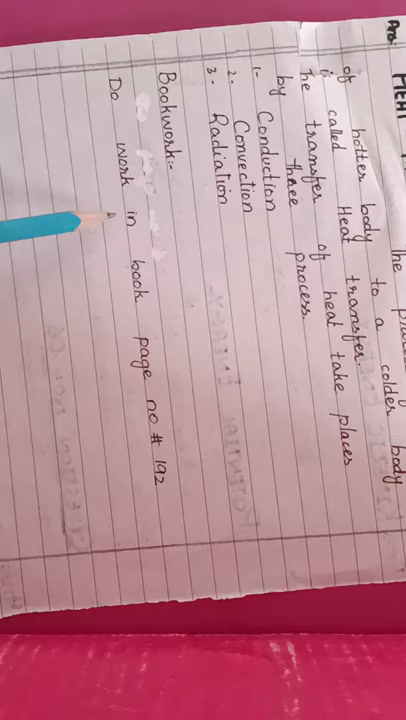 Ans: HEAT
The
of hotter body to a colder body
is called Heat transfer.
The transfer of heat take places
by three process.
1- Conduction
2- Convection
3- Radiation
Bookwork:-
Do work in book page no # 192